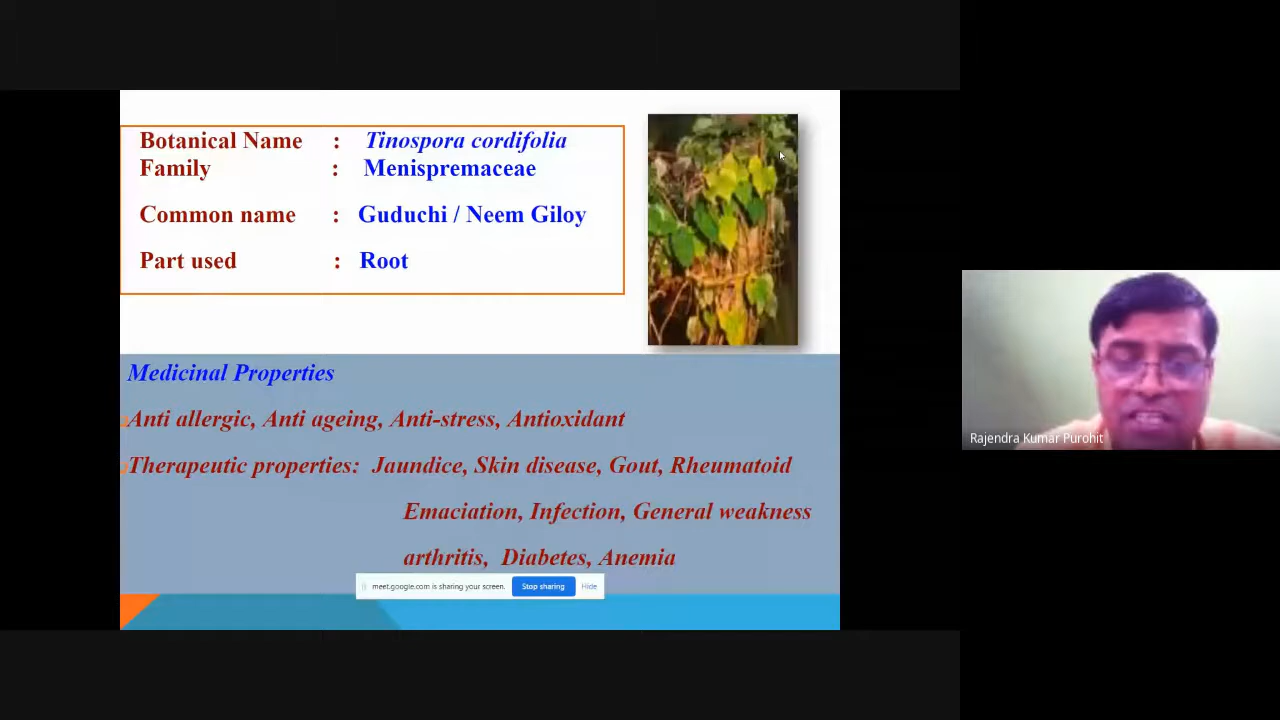 Botanical Name : Tinospora cordifolia
Family : Menispremaceae
Common name : Guduchi / Neem Giloy
Part used : Root
Medicinal Properties
Anti allergic, Anti ageing, Anti-stress, Antioxidant
Therapeutic properties: Jaundice, Skin disease, Gout, Rheumatoid
Emaciation, Infection, General weakness
arthritis, Diabetes, Anemia
meet.google.com is sharing your screen. Stop sharing Hide
Rajendra Kumar Purohit